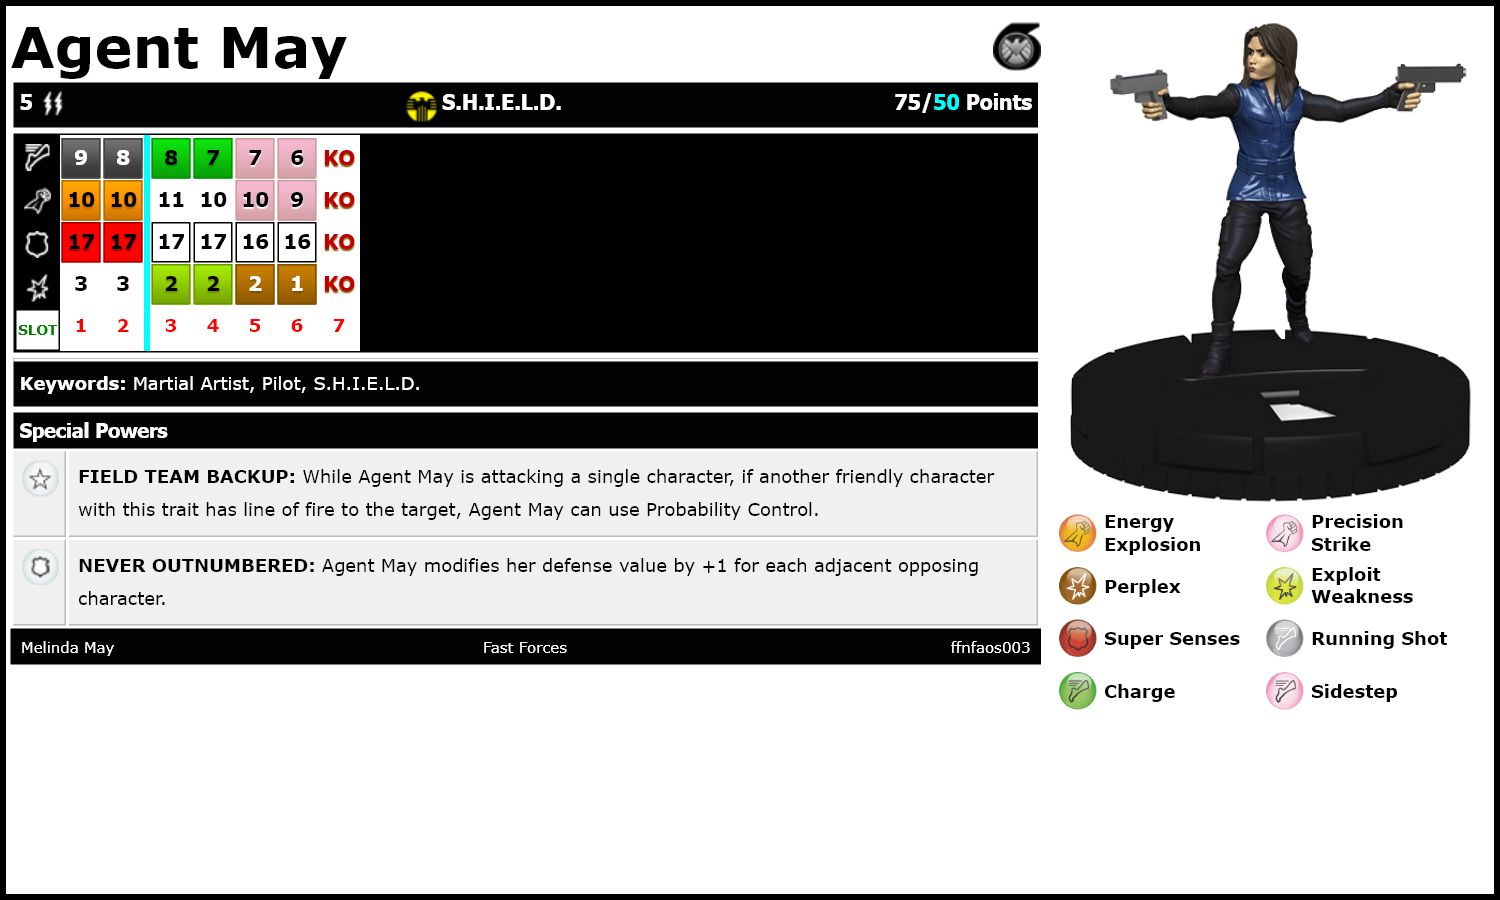 Agent May
5 S.H.I.E.L.D. 75/50 Points
9 8 8 7 7 6 KO
10 10 11 10 10 9 KO
17 17 17 17 16 16 KO
3 3 2 2 2 1 KO
SLOT 1 2 3 4 5 6 7
Keywords: Martial Artist, Pilot, S.H.I.E.L.D.
Special Powers
FIELD TEAM BACKUP: While Agent May is attacking a single character, if another friendly character
with this trait has line of fire to the target, Agent May can use Probability Control.
NEVER OUTNUMBERED: Agent May modifies her defense value by +1 for each adjacent opposing
character.
Melinda May Fast Forces ffnfaos003
Energy
Explosion
Precision
Strike
Perplex
Exploit
Weakness
Super Senses
Running Shot
Charge
Sidestep